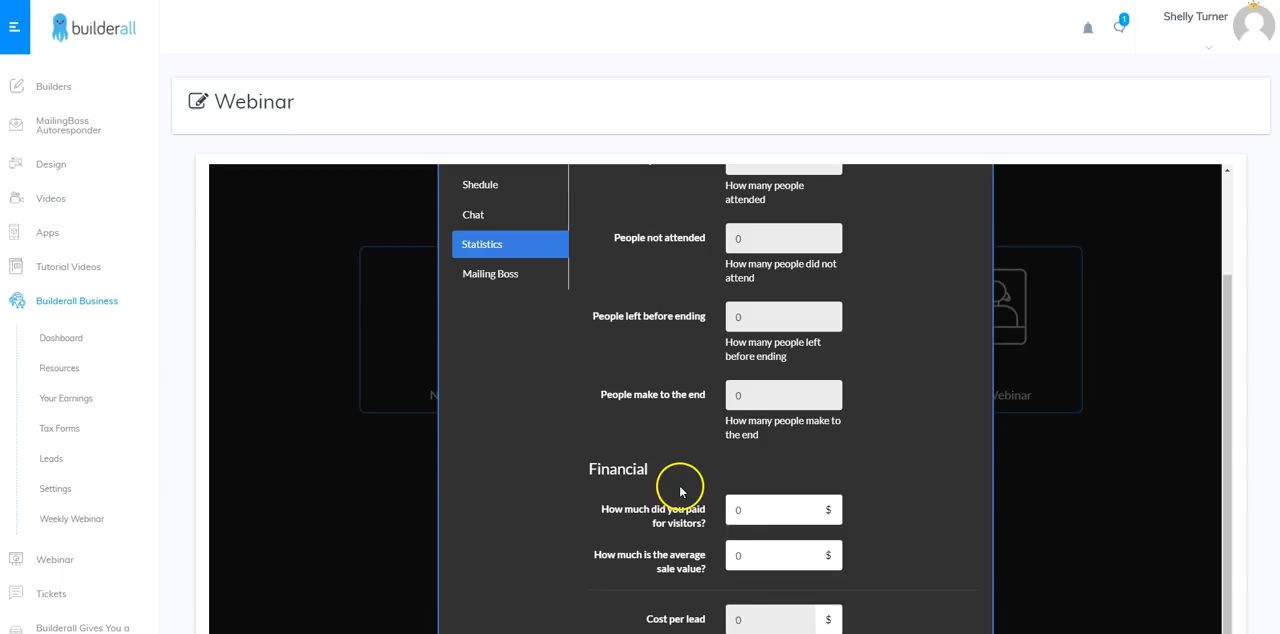 builderall
1
Shelly Turner
Webinar
Builders
MailingBoss
Autoresponder
Design
Videos
Apps
Tutorial Videos
Builderall Business
Dashboard
Resources
Your Earnings
Tax Forms
Leads
Settings
Weekly Webinar
Webinar
Tickets
Builderall Gives You a
Shedule
Chat
Statistics
Mailing Boss
How many people
attended
People not attended
0
How many people did not
attend
People left before ending
0
How many people left
before ending
People make to the end
0
How many people make to
the end
Financial
How much did you paid
for visitors?
0 $
How much is the average
sale value?
0 $
Cost per lead
0 $
N
Webinar